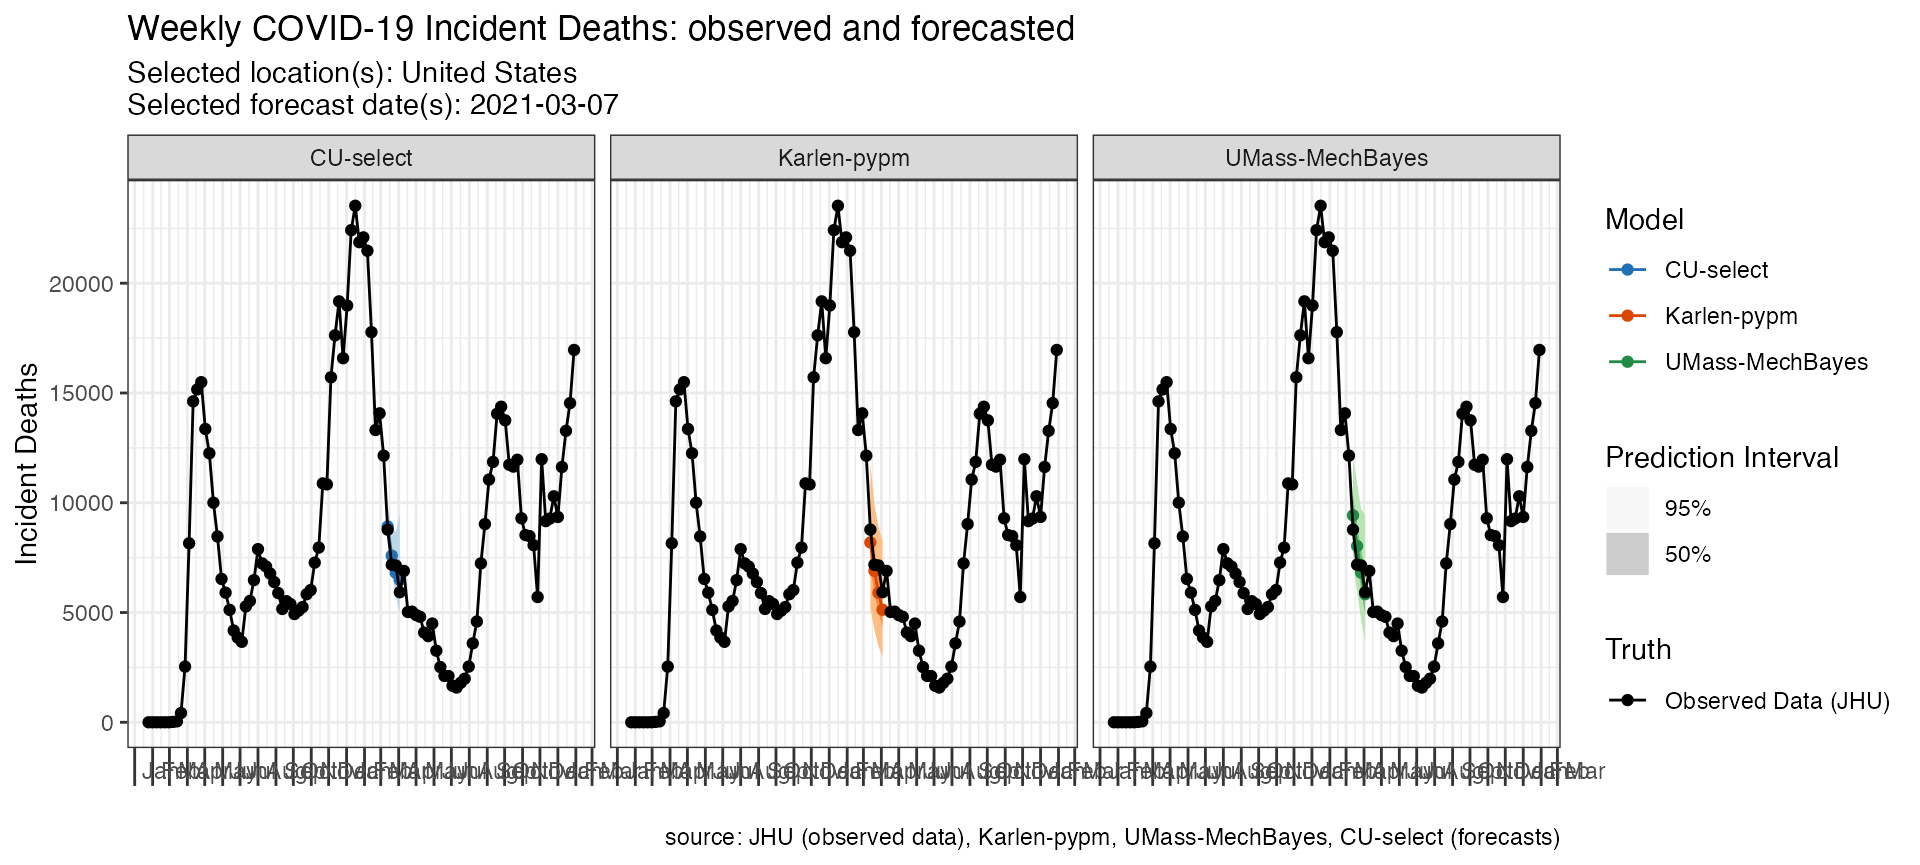 Weekly COVID-19 Incident Deaths: observed and forecasted
Selected location(s): United States
Selected forecast date(s): 2021-03-07
CU-select
Karlen-pypm
UMass-MechBayes
Incident Deaths
20000
15000
10000
5000
0
Mar
Model
CU-select
Karlen-pypm
UMass-MechBayes
Prediction Interval
95%
50%
Truth
Observed Data (JHU)
source: JHU (observed data), Karlen-pypm, UMass-MechBayes, CU-select (forecasts)